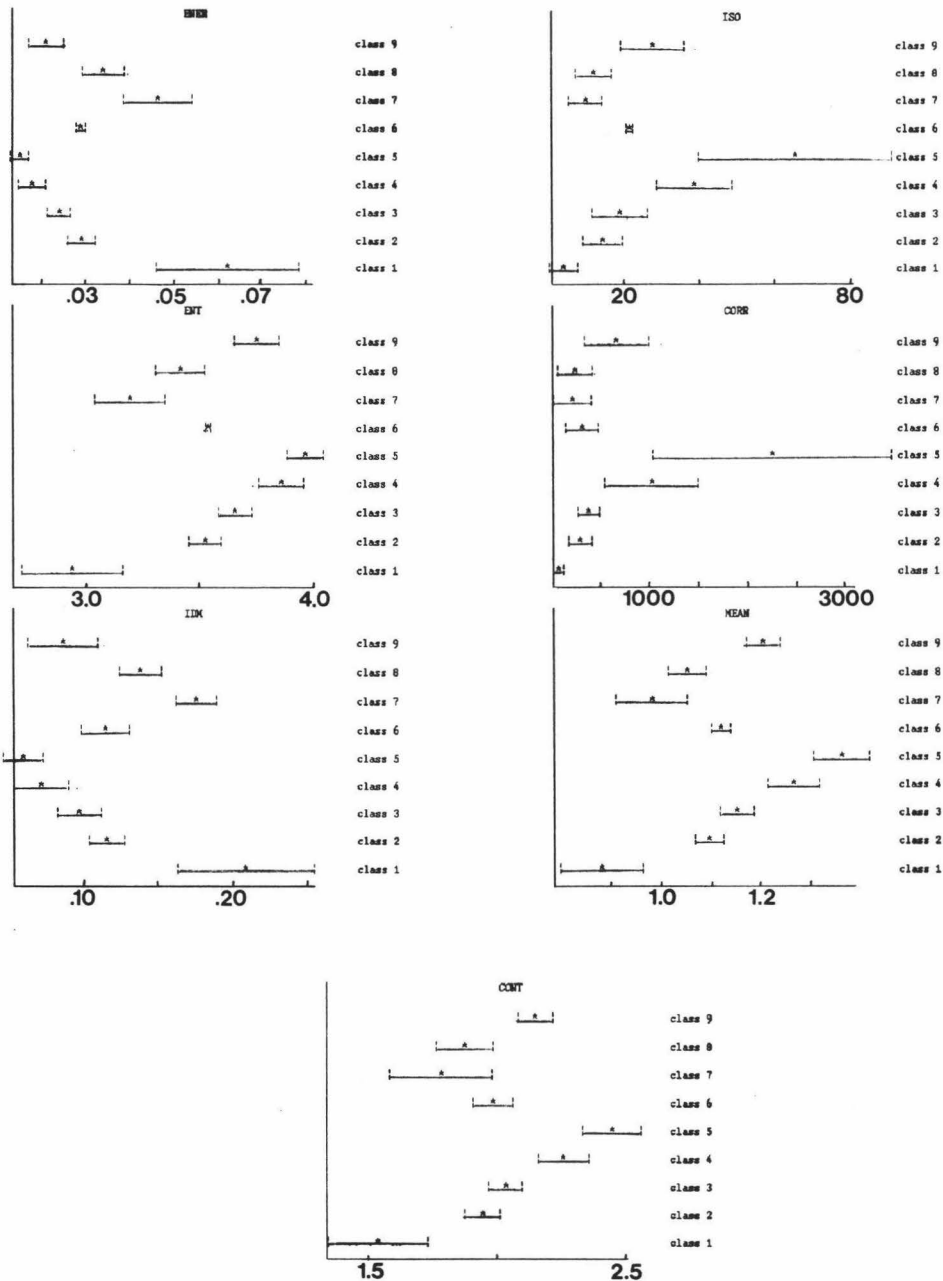 ENER
class 9
class 8
class 7
class 6
class 5
class 4
class 3
class 2
class 1
.03 .05 .07
ISO
class 9
class 8
class 7
class 6
class 5
class 4
class 3
class 2
class 1
20 80
ENT
class 9
class 8
class 7
class 6
class 5
class 4
class 3
class 2
class 1
3.0 4.0
CORR
class 9
class 8
class 7
class 6
class 5
class 4
class 3
class 2
class 1
1000 3000
IDM
class 9
class 8
class 7
class 6
class 5
class 4
class 3
class 2
class 1
.10 .20
MEAN
class 9
class 8
class 7
class 6
class 5
class 4
class 3
class 2
class 1
1.0 1.2
CONT
class 9
class 8
class 7
class 6
class 5
class 4
class 3
class 2
class 1
1.5 2.5